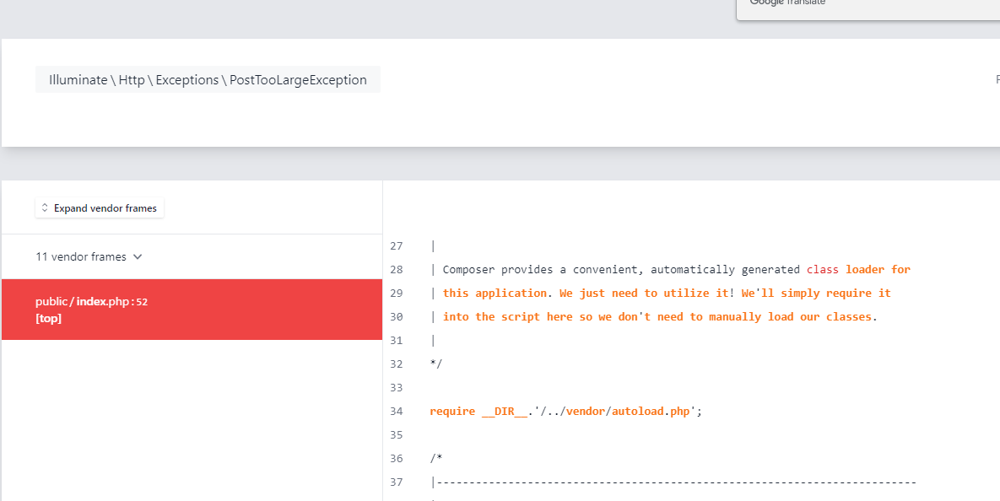 Google Translate
Illuminate \ Http \ Exceptions \ PostTooLargeException
Expand vendor frames
11 vendor frames
public / index.php : 52
[top]
27 |
28 | Composer provides a convenient, automatically generated class loader for
29 | this application. We just need to utilize it! We'll simply require it
30 | into the script here so we don't need to manually load our classes.
31 |
32 */
33
34 require __DIR__.'/../vendor/autoload.php';
35
36 /*
37 |--------------------------------------------------------------------------